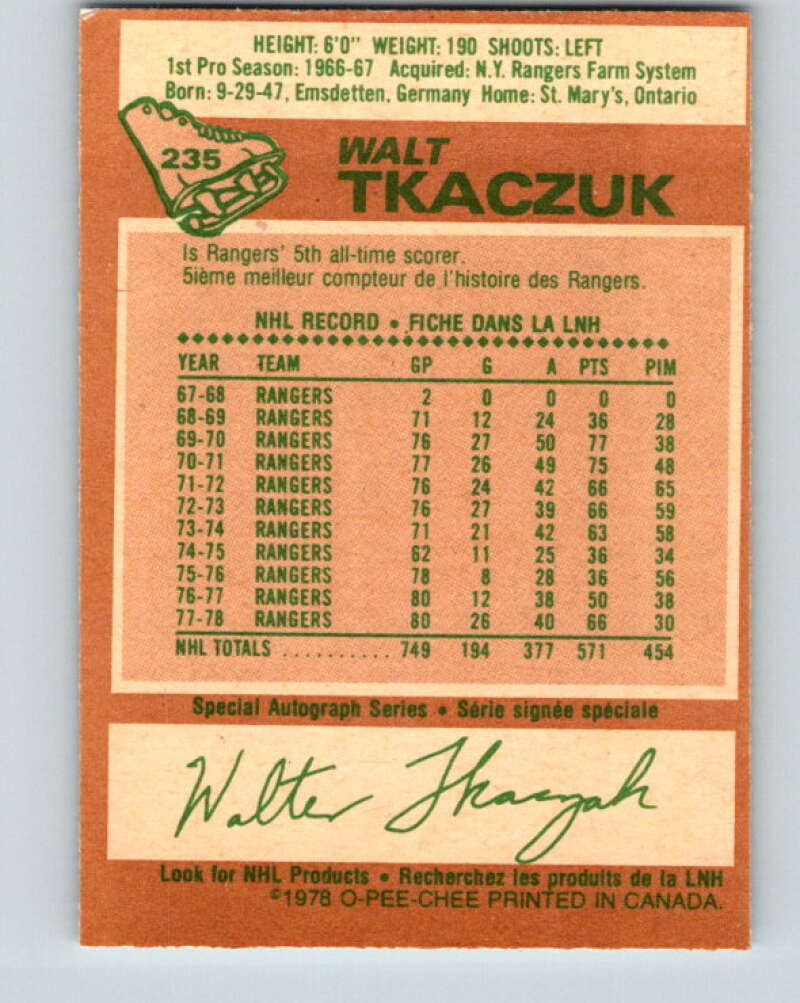 HEIGHT: 6'0" WEIGHT: 190 SHOOTS: LEFT
1st Pro Season: 1966-67 Acquired: N.Y. Rangers Farm System
Born: 9-29-47, Emsdetten, Germany Home: St. Mary's, Ontario
235
WALT
TKACZUK
Is Rangers' 5th all-time scorer.
5ième meilleur compteur de l'histoire des Rangers.
NHL RECORD • FICHE DANS LA LNH
YEAR TEAM GP G A PTS PIM
67-68 RANGERS 2 0 0 0 0
68-69 RANGERS 71 12 24 36 28
69-70 RANGERS 76 27 50 77 38
70-71 RANGERS 77 26 49 75 48
71-72 RANGERS 76 24 42 66 65
72-73 RANGERS 76 27 39 66 59
73-74 RANGERS 71 21 42 63 58
74-75 RANGERS 62 11 25 36 34
75-76 RANGERS 78 8 28 36 56
76-77 RANGERS 80 12 38 50 38
77-78 RANGERS 80 26 40 66 30
NHL TOTALS .......... 749 194 377 571 454
Special Autograph Series • Série signée spéciale
Walter Tkaczuk
Look for NHL Products • Recherchez les produits de la LNH
©1978 O-PEE-CHEE PRINTED IN CANADA.